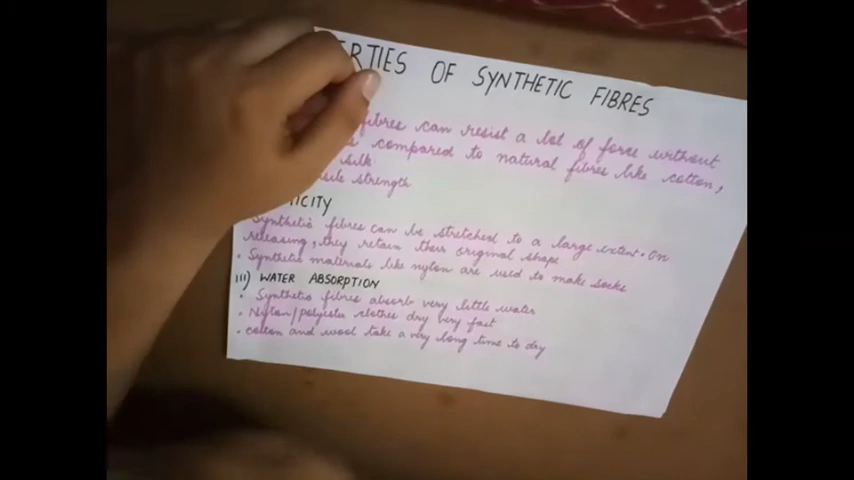 ERTIES OF SYNTHETIC FIBRES
fibres can resist a lot of force without
compared to natural fibres like cotton,
silk
strength
ICITY
Synthetic fibres can be stretched to a large extent. On
releasing, they retain their original shape
• Synthetic materials like nylon are used to make socks
iii) WATER ABSORPTION
• Synthetic fibres absorb very little water
• Nylon/polyester clothes dry very fast
• cotton and wool take a very long time to dry